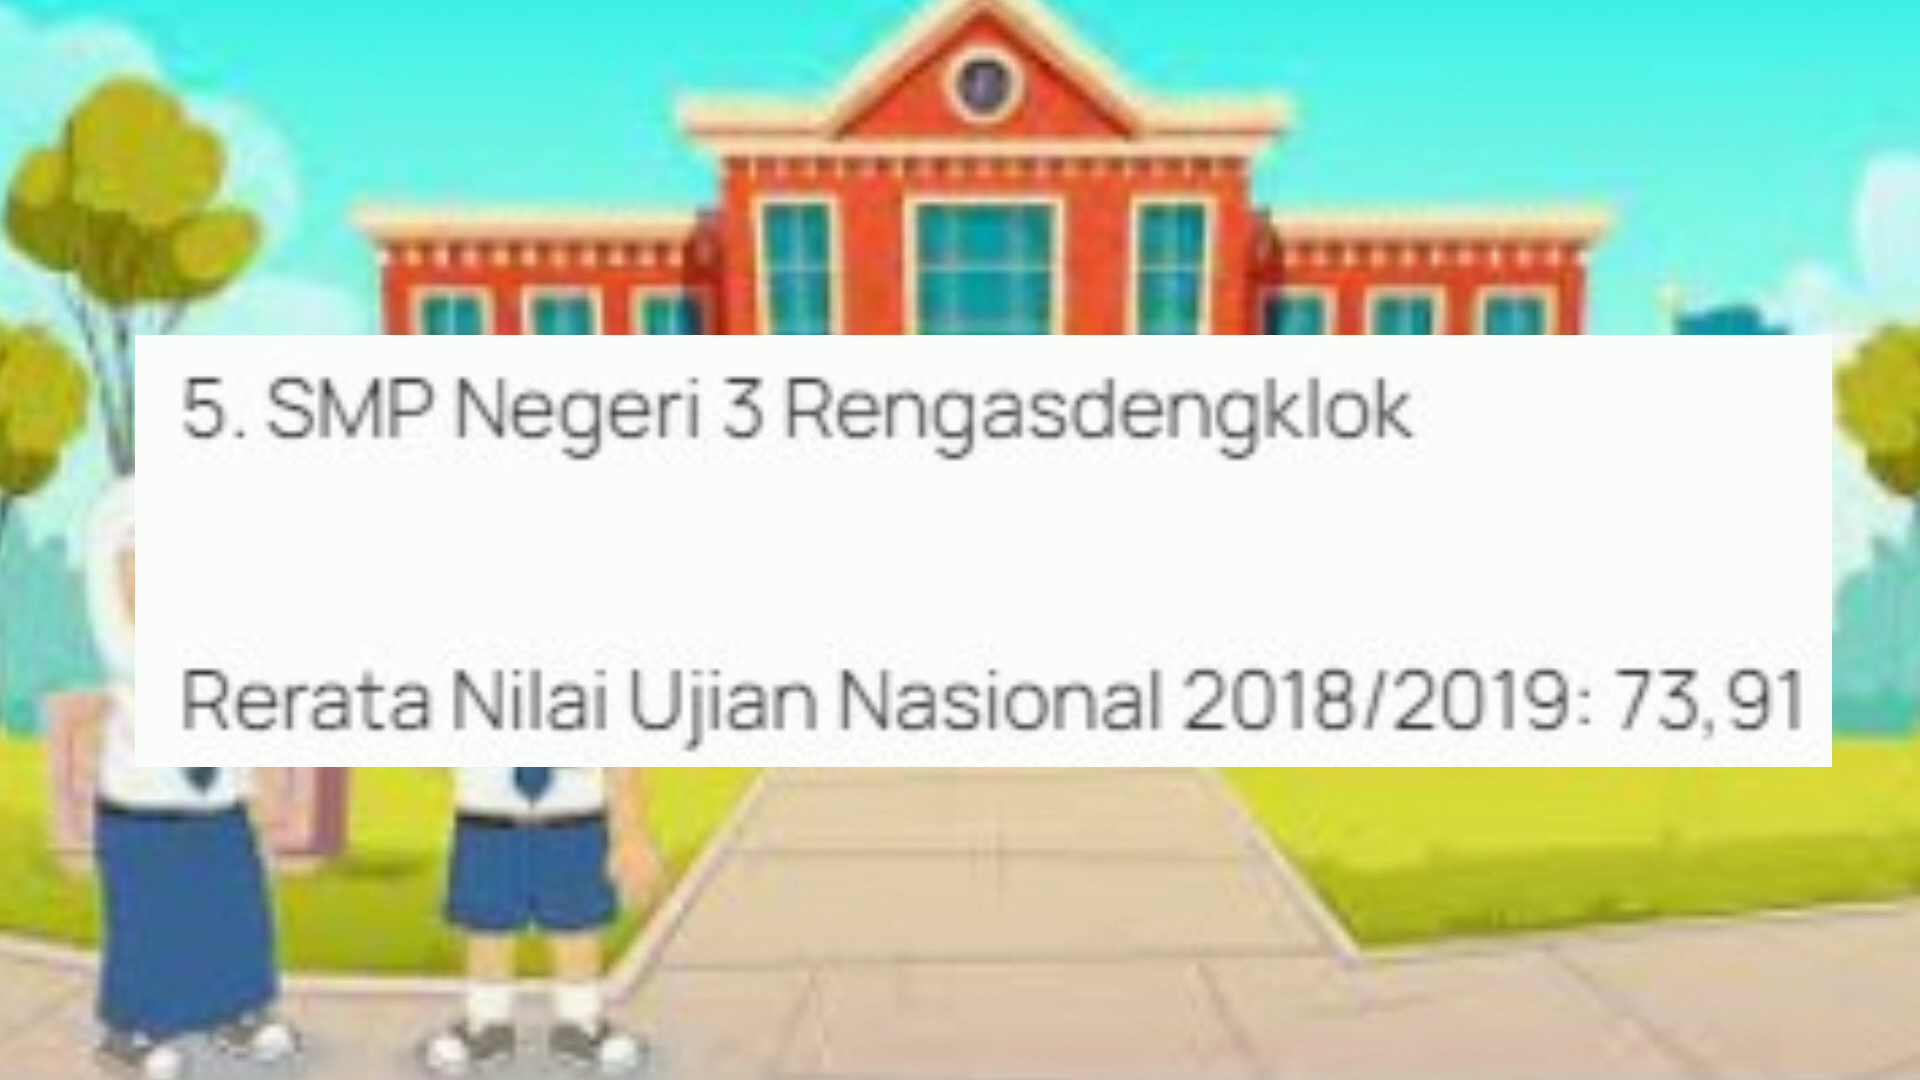 5. SMP Negeri 3 Rengasdengklok
Rerata Nilai Ujian Nasional 2018/2019: 73,91